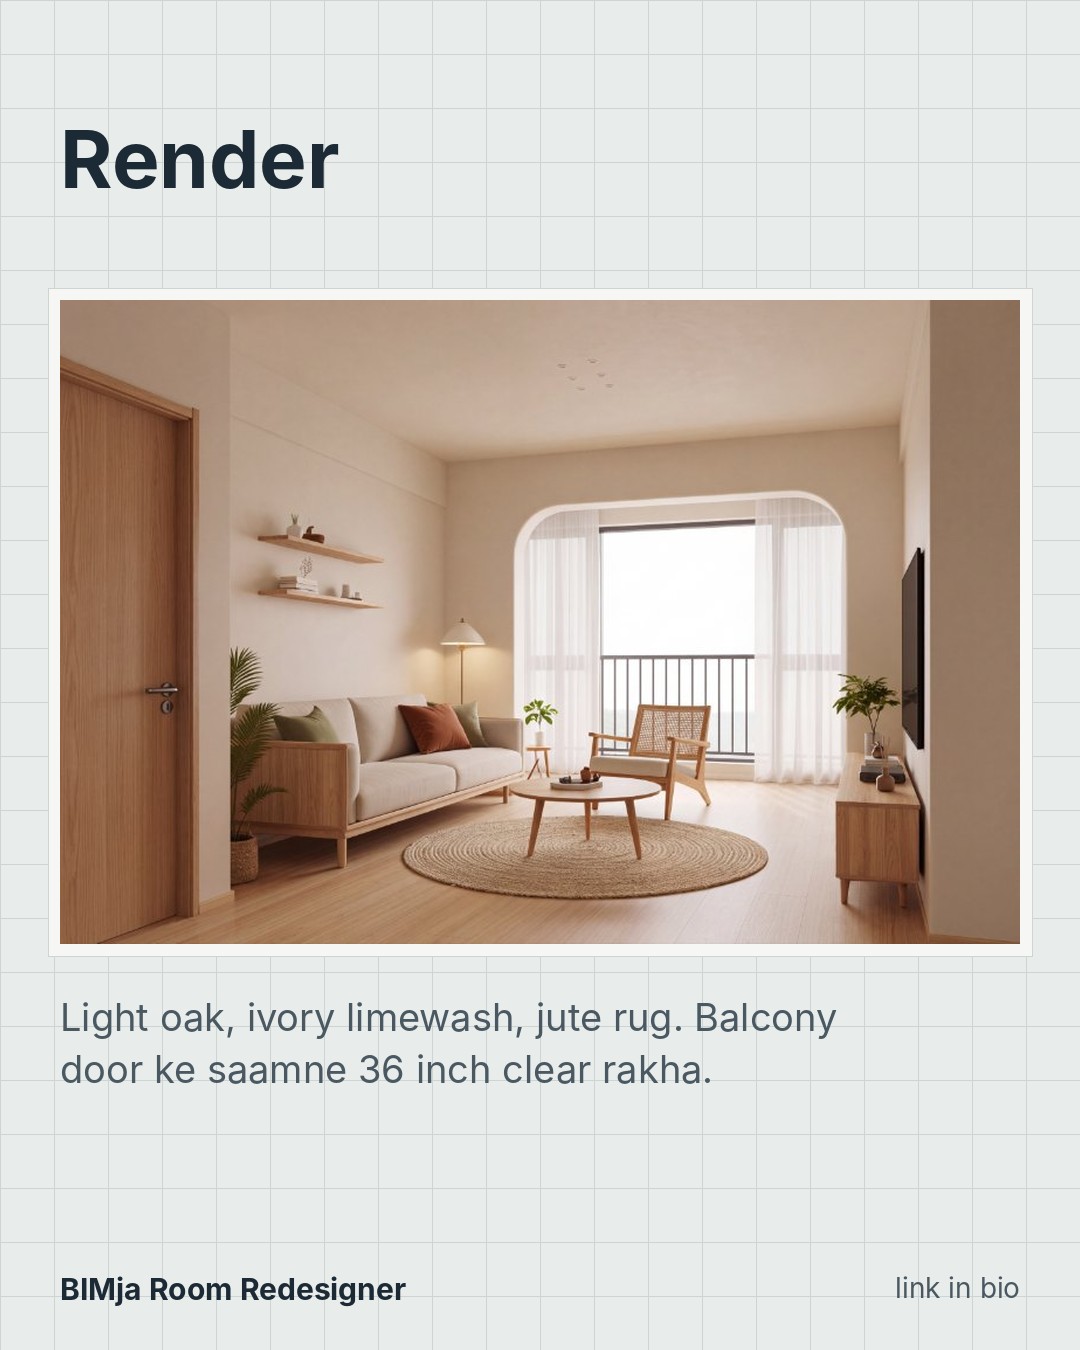 Render
Light oak, ivory limewash, jute rug. Balcony
door ke saamne 36 inch clear rakha.
BIMja Room Redesigner
link in bio